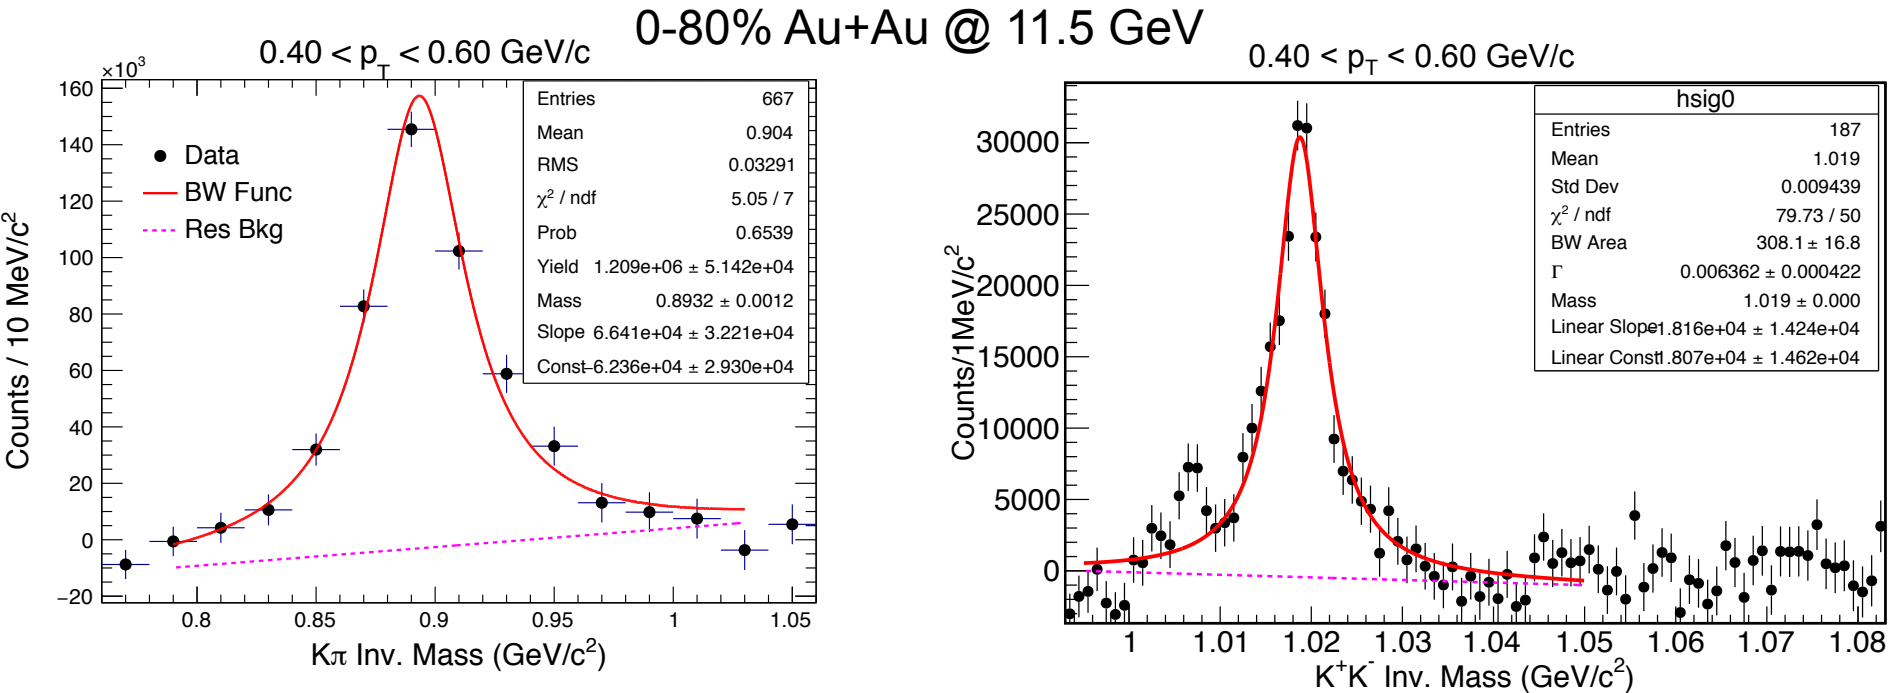 0-80% Au+Au @ 11.5 GeV
0.40 < p_T < 0.60 GeV/c
×10³
160
140
120
100
80
60
40
20
0
−20
Counts / 10 MeV/c²
Data
BW Func
Res Bkg
Entries 667
Mean 0.904
RMS 0.03291
χ² / ndf 5.05 / 7
Prob 0.6539
Yield 1.209e+06 ± 5.142e+04
Mass 0.8932 ± 0.0012
Slope 6.641e+04 ± 3.221e+04
Const −6.236e+04 ± 2.930e+04
0.8 0.85 0.9 0.95 1 1.05
Kπ Inv. Mass (GeV/c²)
0.40 < p_T < 0.60 GeV/c
30000
25000
20000
15000
10000
5000
0
Counts/1MeV/c²
hsig0
Entries 187
Mean 1.019
Std Dev 0.009439
χ² / ndf 79.73 / 50
BW Area 308.1 ± 16.8
Γ 0.006362 ± 0.000422
Mass 1.019 ± 0.000
Linear Slope −1.816e+04 ± 1.424e+04
Linear Const 1.807e+04 ± 1.462e+04
1 1.01 1.02 1.03 1.04 1.05 1.06 1.07 1.08
K⁺K⁻ Inv. Mass (GeV/c²)